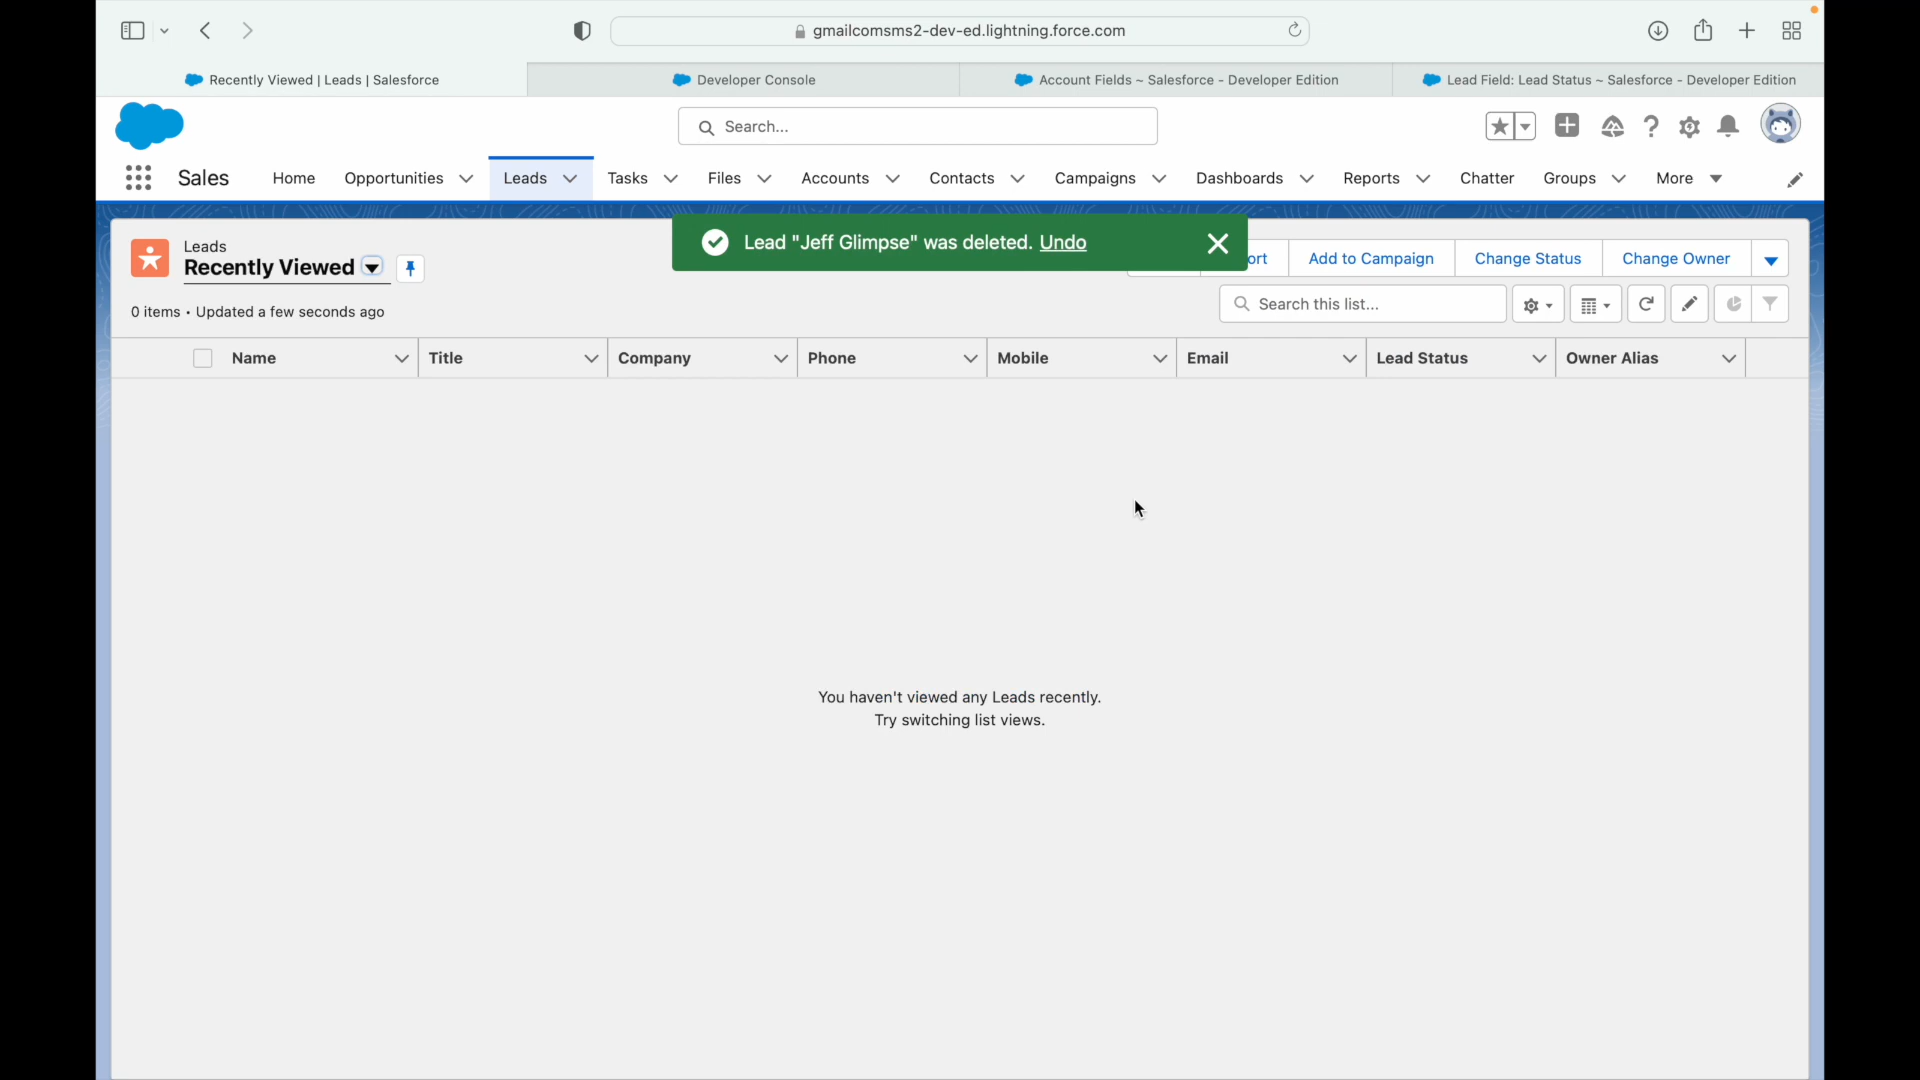 gmailcomsms2-dev-ed.lightning.force.com
Recently Viewed | Leads | Salesforce
Developer Console
Account Fields ~ Salesforce - Developer Edition
Lead Field: Lead Status ~ Salesforce - Developer Edition
Search...
Sales
Home
Opportunities
Leads
Tasks
Files
Accounts
Contacts
Campaigns
Dashboards
Reports
Chatter
Groups
More
Lead "Jeff Glimpse" was deleted. Undo
Leads
Recently Viewed
ort
Add to Campaign
Change Status
Change Owner
0 items • Updated a few seconds ago
Search this list...
Name
Title
Company
Phone
Mobile
Email
Lead Status
Owner Alias
You haven't viewed any Leads recently.
Try switching list views.